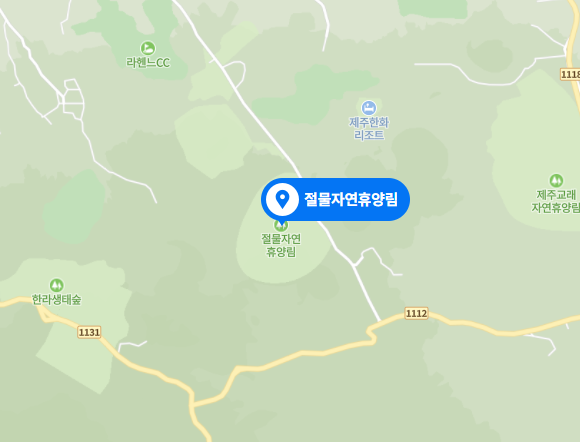 라헨느CC
1118
제주한화
리조트
제주교래
자연휴양림
절물자연휴양림
절물자연
휴양림
한라생태숲
1112
1131